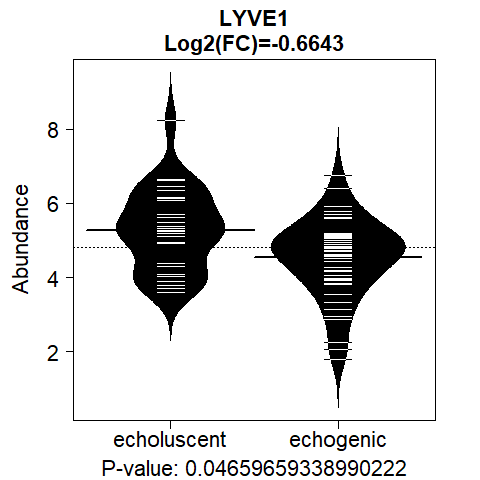 LYVE1
Log2(FC)=-0.6643
Abundance
8
6
4
2
echoluscent echogenic
P-value: 0.04659659338990222